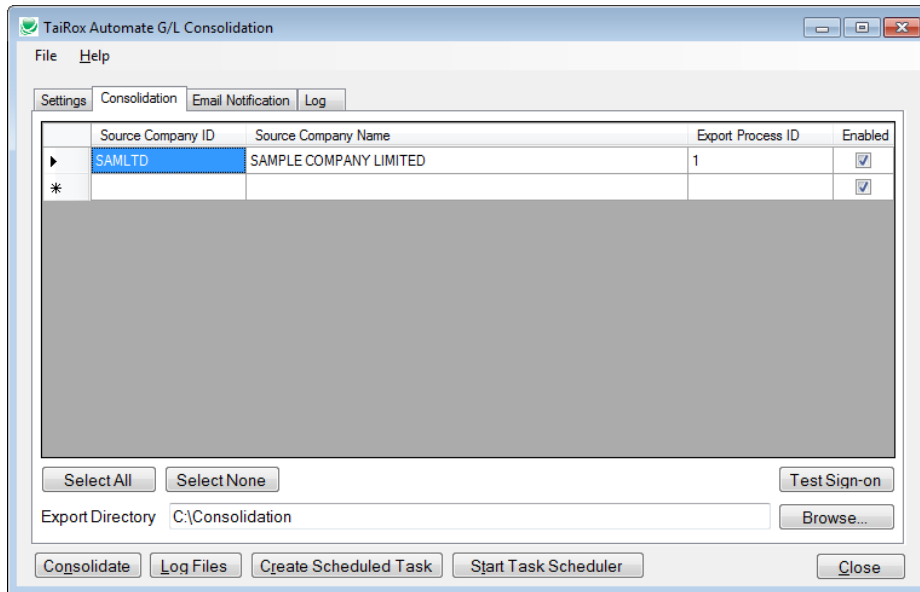 TaiRox Automate G/L Consolidation
File Help
Settings Consolidation Email Notification Log
Source Company ID Source Company Name Export Process ID Enabled
SAMLTD SAMPLE COMPANY LIMITED 1
Select All Select None Test Sign-on
Export Directory C:\Consolidation Browse...
Consolidate Log Files Create Scheduled Task Start Task Scheduler Close